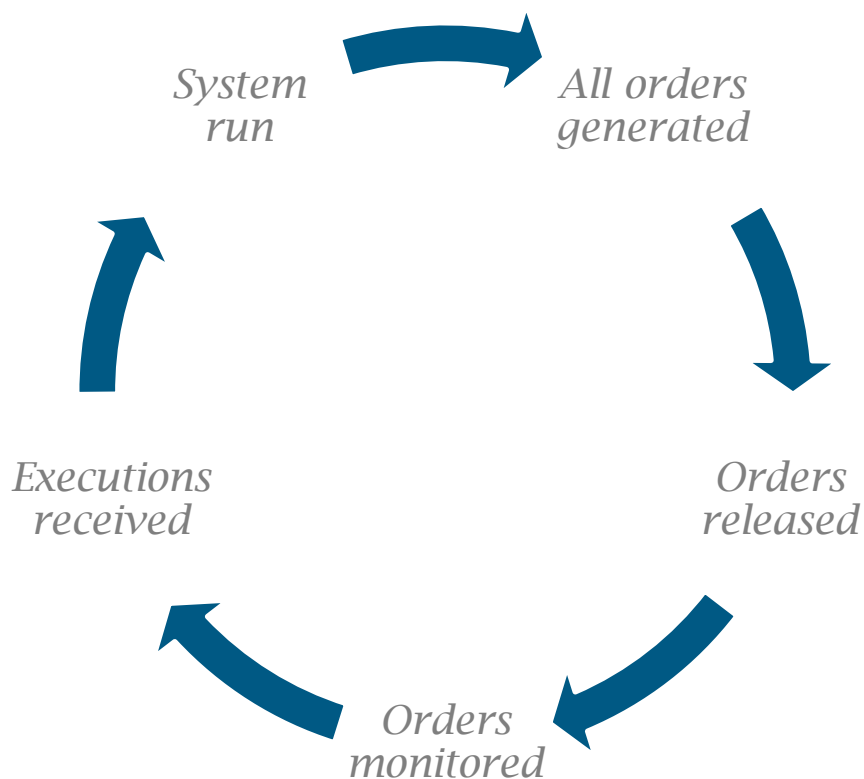 System
run
All orders
generated
Orders
released
Orders
monitored
Executions
received